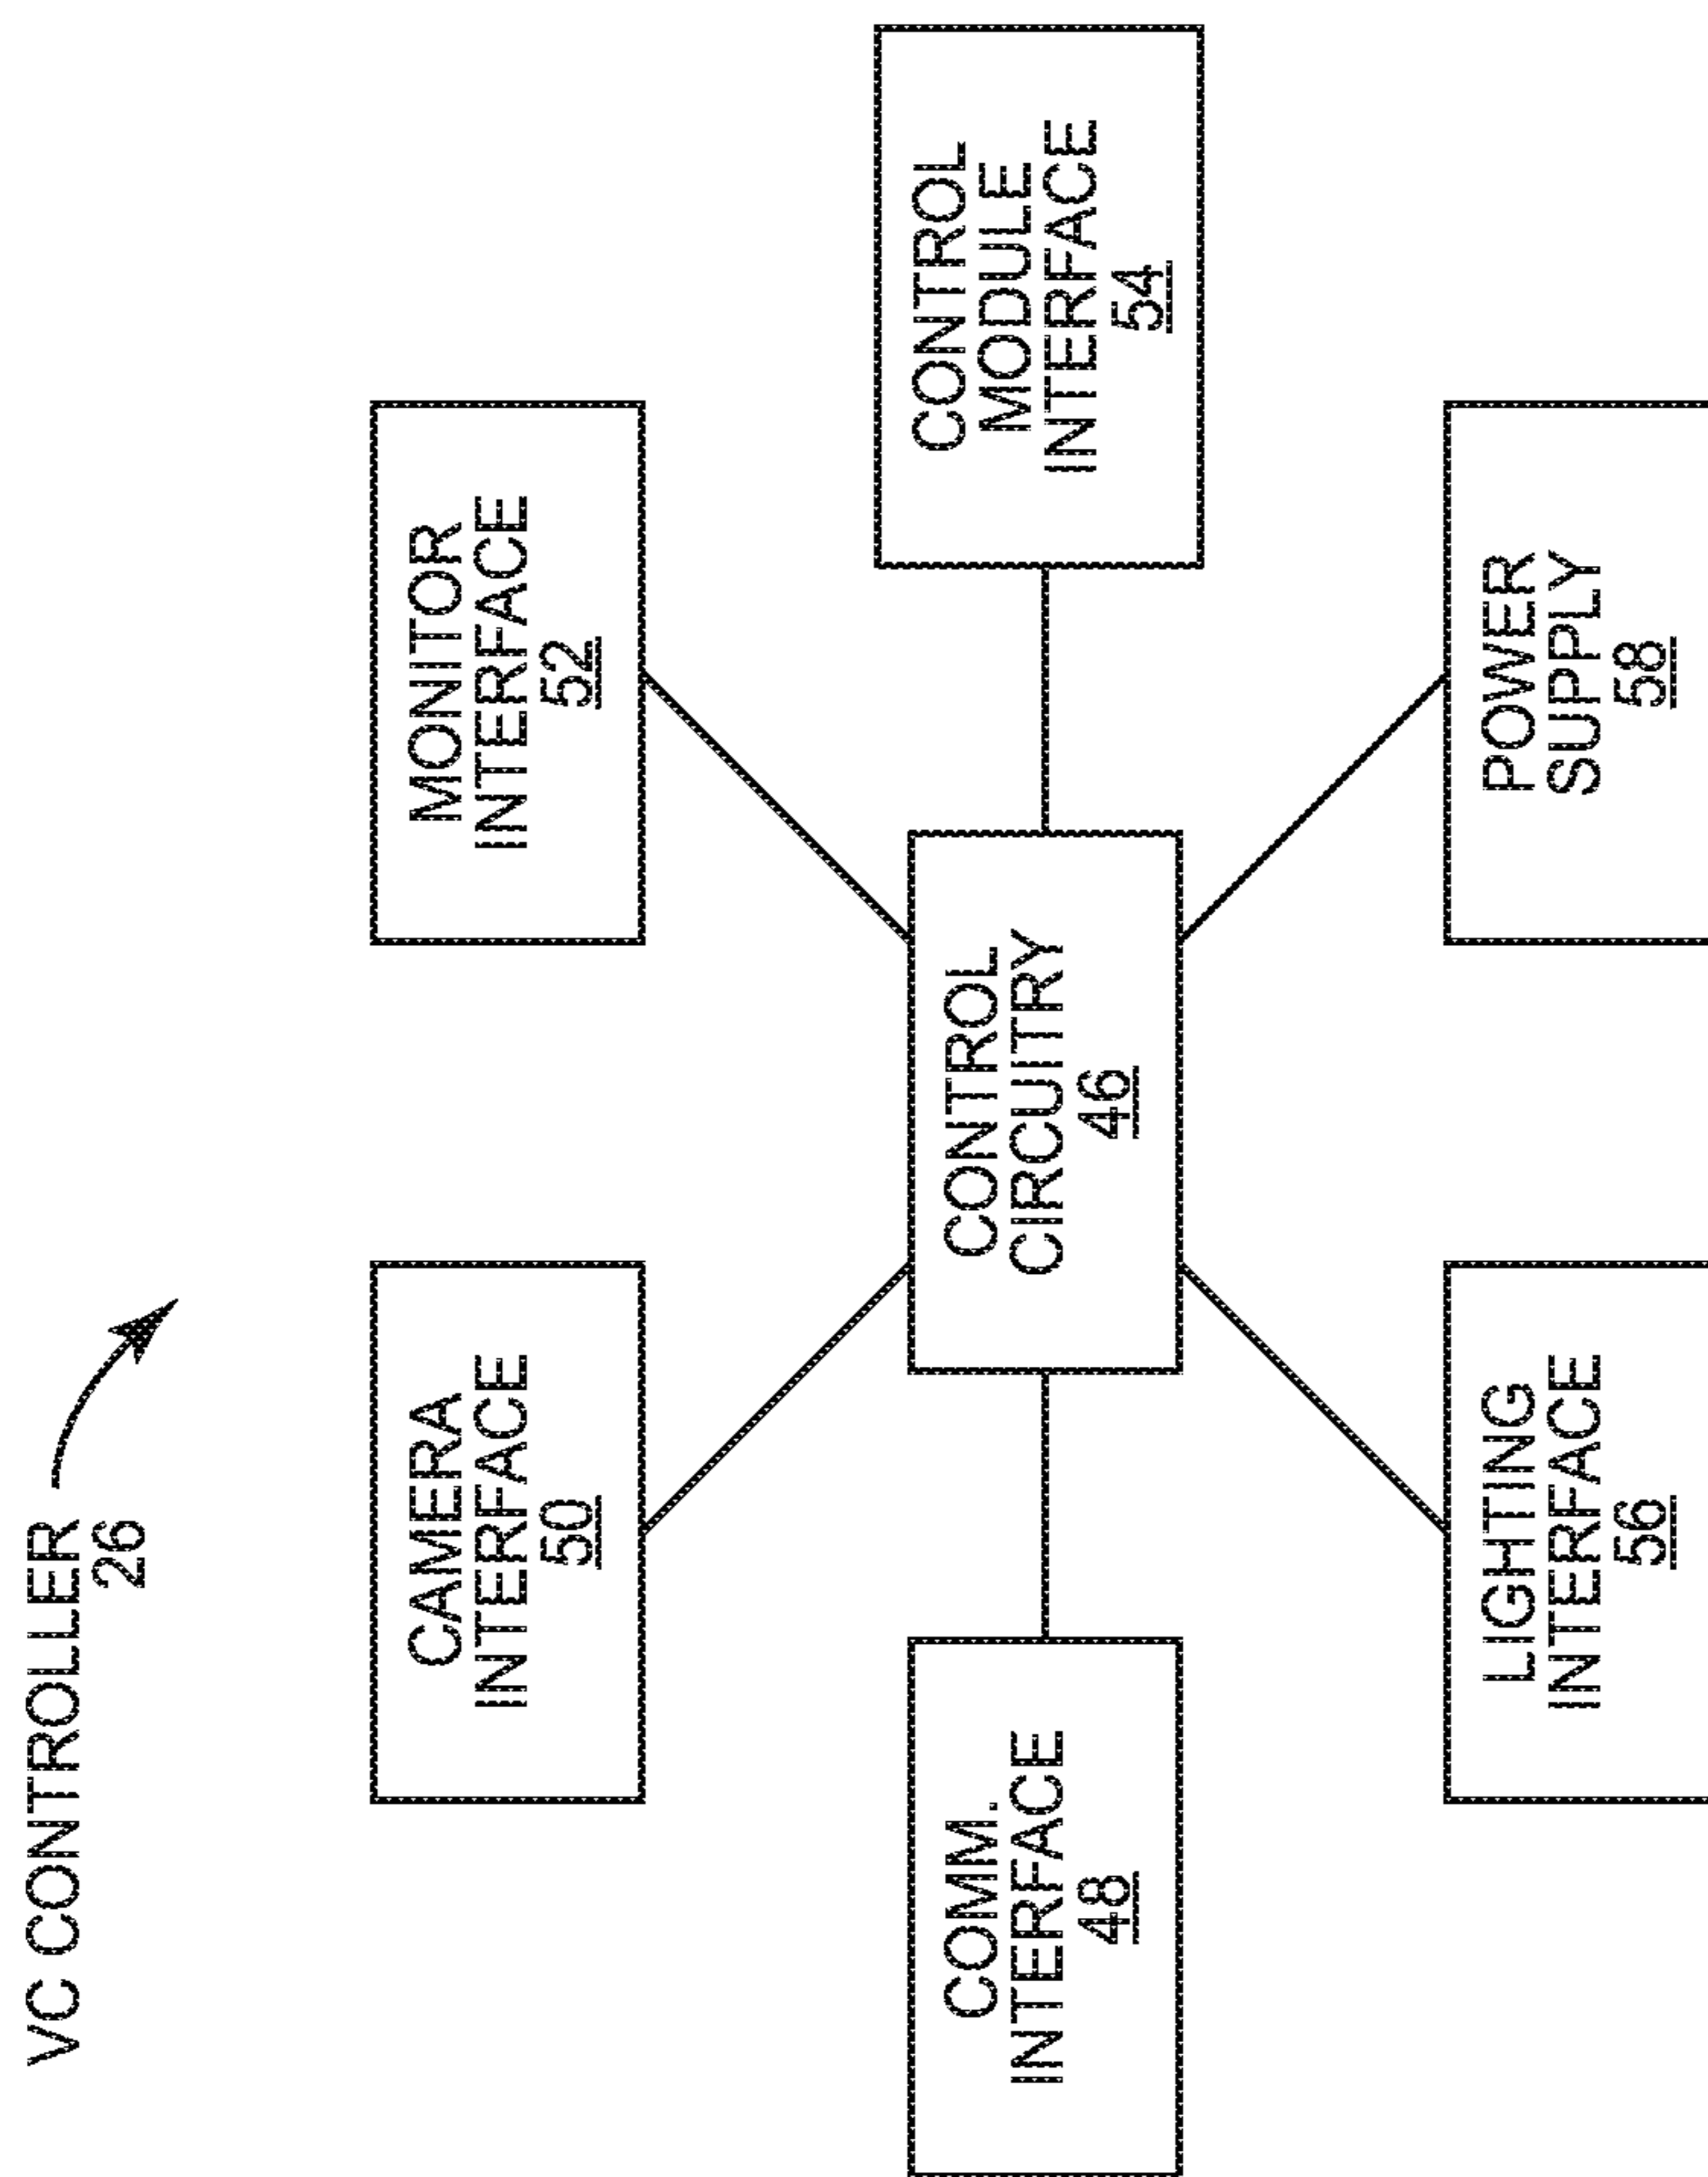 VC CONTROLLER
26
CAMERA
INTERFACE
50
MONITOR
INTERFACE
52
COMM.
INTERFACE
48
CONTROL
CIRCUITRY
46
CONTROL
MODULE
INTERFACE
54
LIGHTING
INTERFACE
56
POWER
SUPPLY
58